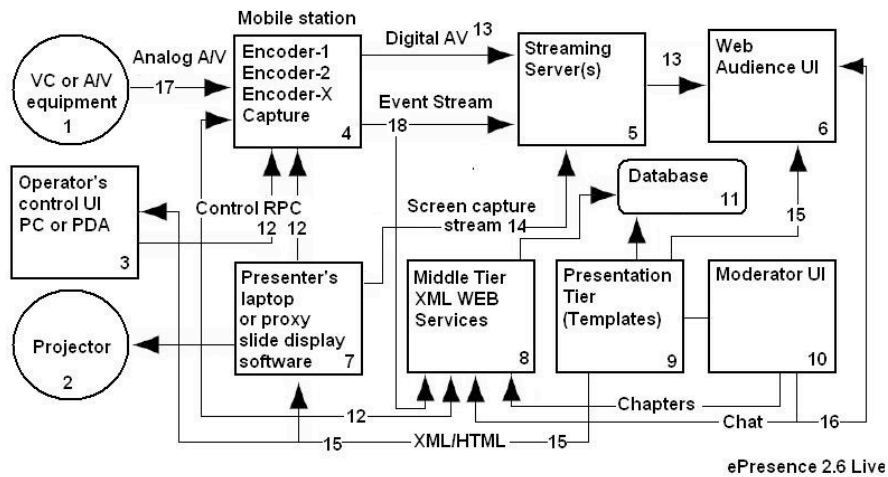 Mobile station
VC or A/V
equipment
1
Analog A/V
17
Encoder-1
Encoder-2
Encoder-X
Capture
4
Digital AV 13
Event Stream
18
Streaming
Server(s)
5
13
Web
Audience UI
6
Operator's
control UI
PC or PDA
3
Control RPC
12
12
Screen capture
stream 14
Database
11
15
Projector
2
Presenter's
laptop
or proxy
slide display
software
7
Middle Tier
XML WEB
Services
8
Presentation
Tier
(Templates)
9
Moderator UI
10
12
Chapters
Chat
16
15
XML/HTML
15
ePresence 2.6 Live